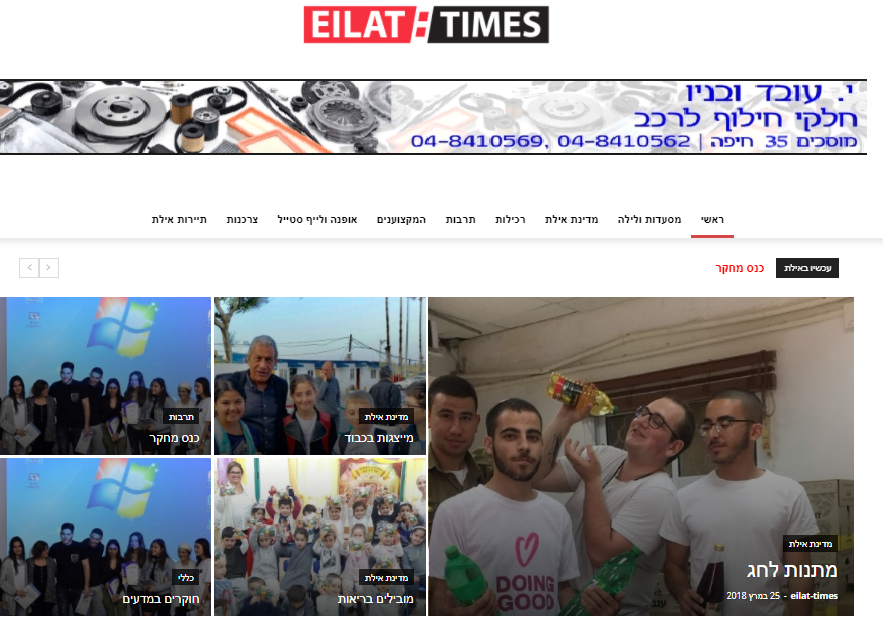 EILAT:TIMES
י. עובד ובניו
חלקי חילוף לרכב
מוסכים 35 חיפה | 04-8410569, 04-8410562
ראשי מסעדות ולילה מדינת אילת רכילות תרבות המקצוענים אופנה ולייף סטייל צרכנות תיירות אילת
עכשיו באילת כנס מחקר
מדינת אילת
מתנות לחג
eilat-times - 25 במרץ 2018
DOING
GOOD
מדינת אילת
מייצגות בכבוד
תרבות
כנס מחקר
מדינת אילת
מובילים בריאות
כללי
חוקרים במדעים